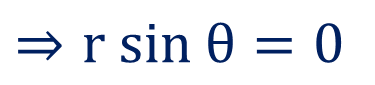 ⇒ r sin θ = 0